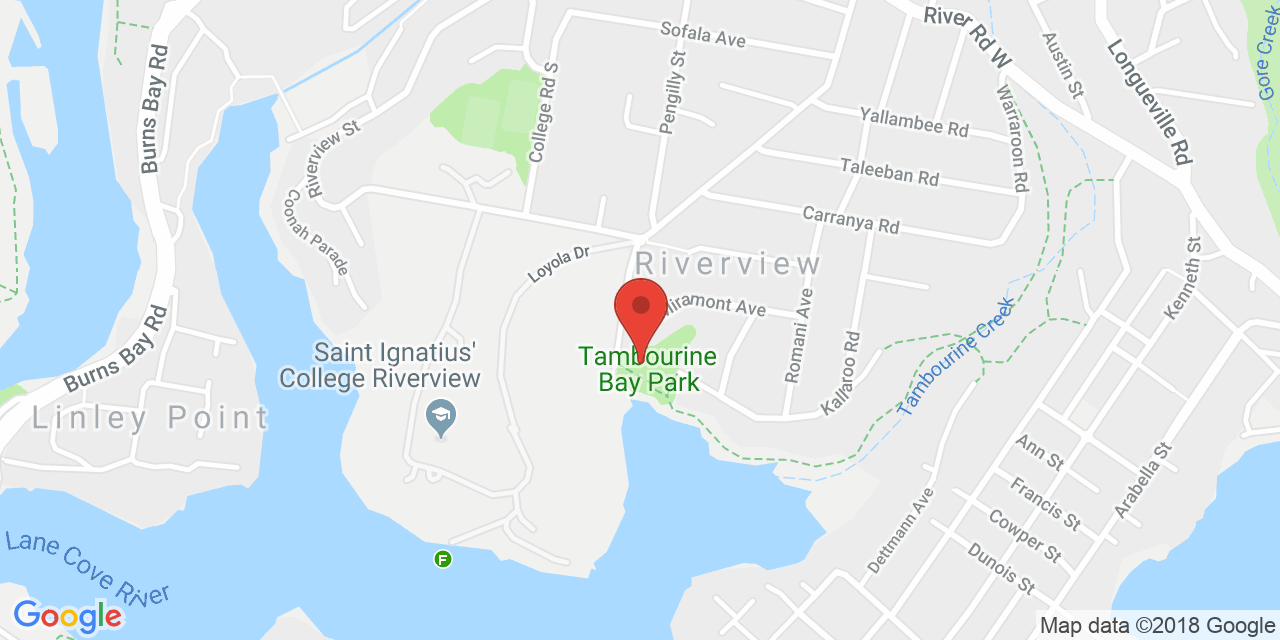 River Rd W
Sofala Ave
Austin St
Longueville Rd
Gore Creek
Burns Bay Rd
College Rd S
Pengilly St
Yallambee Rd
Warraroon Rd
Riverview St
Taleeban Rd
Coonah Parade
Carranya Rd
Kenneth St
Loyola Dr
Riverview
Burns Bay Rd
Romani Ave
Kallaroo Rd
Tambourine Creek
Saint Ignatius'
College Riverview
Tambourine
Bay Park
Linley Point
Ann St
Arabella St
Francis St
Cowper St
Dettmann Ave
Dunois St
Lane Cove River
F
Google
Map data ©2018 Google